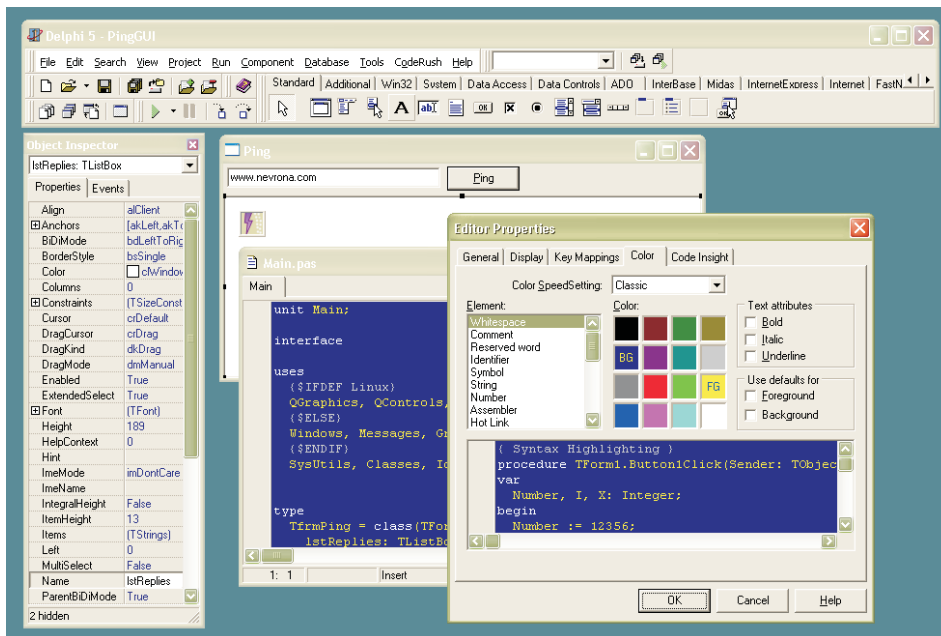 Delphi 5 - PingGUI
File Edit Search View Project Run Component Database Tools CodeRush Help
Standard Additional Win32 System Data Access Data Controls ADO InterBase Midas InternetExpress Internet FastN
Object Inspector
lstReplies: TListBox
Properties Events
Align alClient
Anchors [akLeft,akT
BiDiMode bdLeftToRig
BorderStyle bsSingle
Color clWindow
Columns 0
Constraints (TSizeConst
Cursor crDefault
DragCursor crDrag
DragKind dkDrag
DragMode dmManual
Enabled True
ExtendedSelect True
Font (TFont)
Height 189
HelpContext 0
Hint
ImeMode imDontCare
ImeName
IntegralHeight False
ItemHeight 13
Items (TStrings)
Left 0
MultiSelect False
Name lstReplies
ParentBiDiMode True
2 hidden
Ping
www.nevrona.com Ping
Main.pas
Main
unit Main;
interface
uses
{$IFDEF Linux}
QGraphics, QControls,
{$ELSE}
Windows, Messages, Gr
{$ENDIF}
SysUtils, Classes, Id
type
TfrmPing = class(TFor
lstReplies: TListBo
1: 1 Insert
Editor Properties
General Display Key Mappings Color Code Insight
Color SpeedSetting: Classic
Element:
Whitespace
Comment
Reserved word
Identifier
Symbol
String
Number
Assembler
Hot Link
Color:
BG
FG
Text attributes
Bold
Italic
Underline
Use defaults for
Foreground
Background
{ Syntax Highlighting }
procedure TForm1.Button1Click(Sender: TObjec
var
Number, I, X: Integer;
begin
Number := 12356;
OK Cancel Help